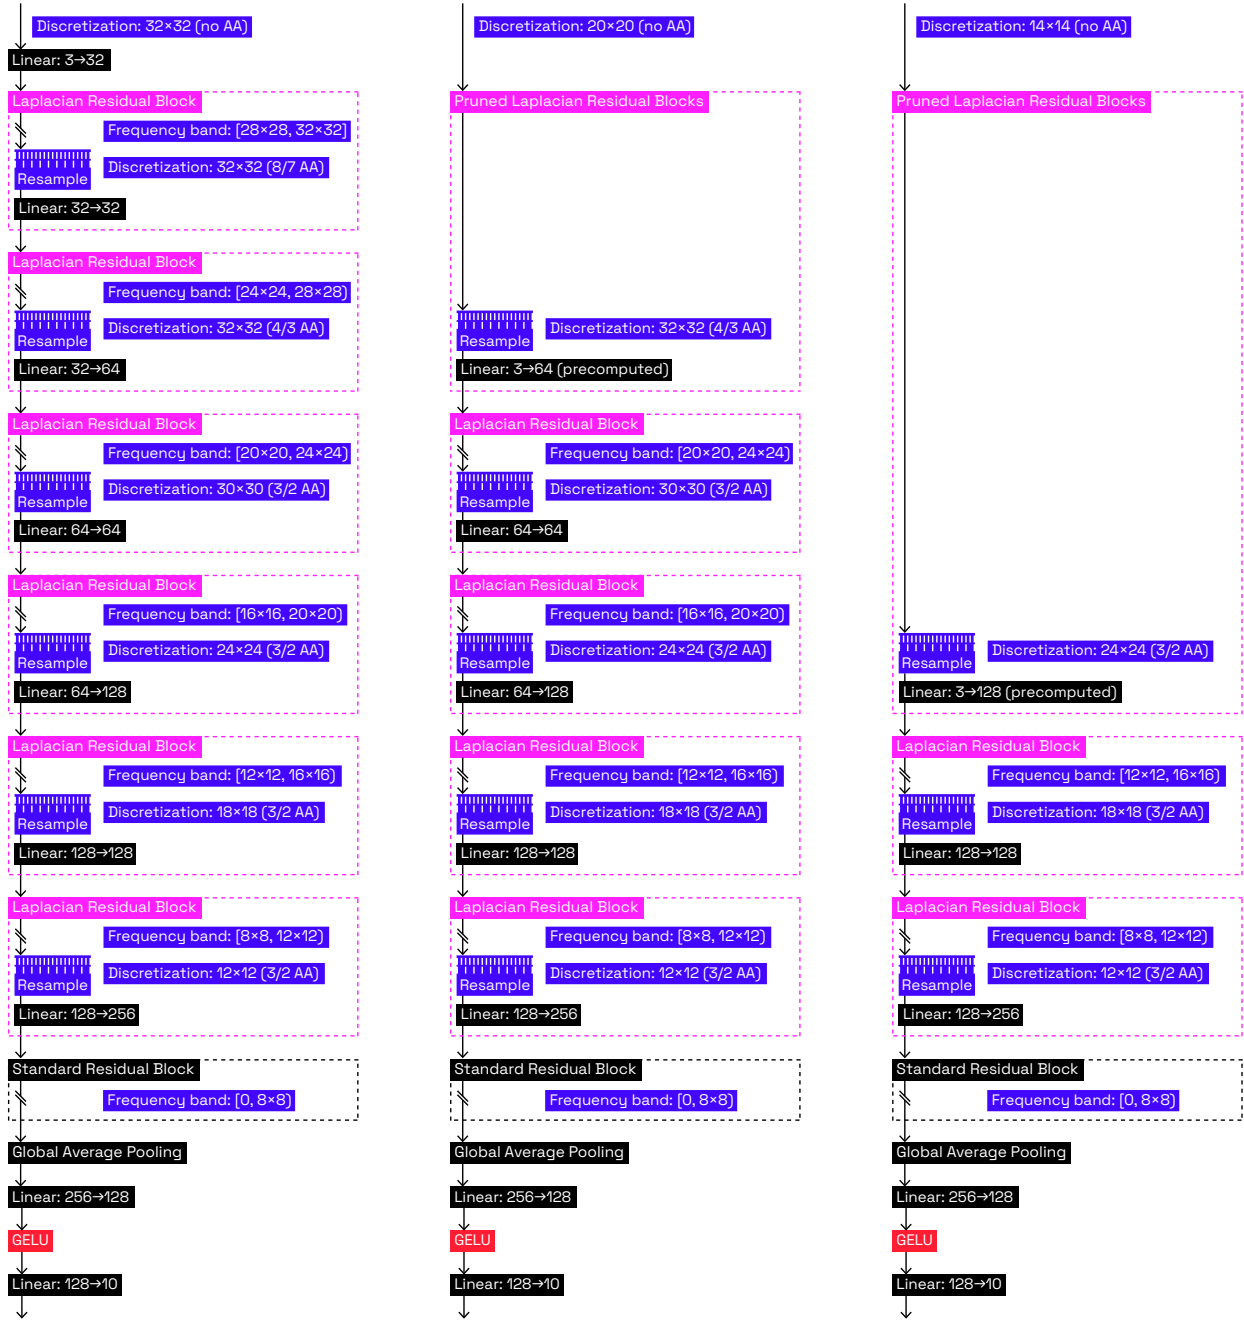 Discretization: 32×32 (no AA)
Linear: 3→32
Laplacian Residual Block
Frequency band: [28×28, 32×32]
Discretization: 32×32 (8/7 AA)
Resample
Linear: 32→32
Laplacian Residual Block
Frequency band: [24×24, 28×28)
Discretization: 32×32 (4/3 AA)
Resample
Linear: 32→64
Laplacian Residual Block
Frequency band: [20×20, 24×24)
Discretization: 30×30 (3/2 AA)
Resample
Linear: 64→64
Laplacian Residual Block
Frequency band: [16×16, 20×20)
Discretization: 24×24 (3/2 AA)
Resample
Linear: 64→128
Laplacian Residual Block
Frequency band: [12×12, 16×16)
Discretization: 18×18 (3/2 AA)
Resample
Linear: 128→128
Laplacian Residual Block
Frequency band: [8×8, 12×12)
Discretization: 12×12 (3/2 AA)
Resample
Linear: 128→256
Standard Residual Block
Frequency band: [0, 8×8)
Global Average Pooling
Linear: 256→128
GELU
Linear: 128→10
Discretization: 20×20 (no AA)
Pruned Laplacian Residual Blocks
Discretization: 32×32 (4/3 AA)
Resample
Linear: 3→64 (precomputed)
Laplacian Residual Block
Frequency band: [20×20, 24×24)
Discretization: 30×30 (3/2 AA)
Resample
Linear: 64→64
Laplacian Residual Block
Frequency band: [16×16, 20×20)
Discretization: 24×24 (3/2 AA)
Resample
Linear: 64→128
Laplacian Residual Block
Frequency band: [12×12, 16×16)
Discretization: 18×18 (3/2 AA)
Resample
Linear: 128→128
Laplacian Residual Block
Frequency band: [8×8, 12×12)
Discretization: 12×12 (3/2 AA)
Resample
Linear: 128→256
Standard Residual Block
Frequency band: [0, 8×8)
Global Average Pooling
Linear: 256→128
GELU
Linear: 128→10
Discretization: 14×14 (no AA)
Pruned Laplacian Residual Blocks
Discretization: 24×24 (3/2 AA)
Resample
Linear: 3→128 (precomputed)
Laplacian Residual Block
Frequency band: [12×12, 16×16)
Discretization: 18×18 (3/2 AA)
Resample
Linear: 128→128
Laplacian Residual Block
Frequency band: [8×8, 12×12)
Discretization: 12×12 (3/2 AA)
Resample
Linear: 128→256
Standard Residual Block
Frequency band: [0, 8×8)
Global Average Pooling
Linear: 256→128
GELU
Linear: 128→10